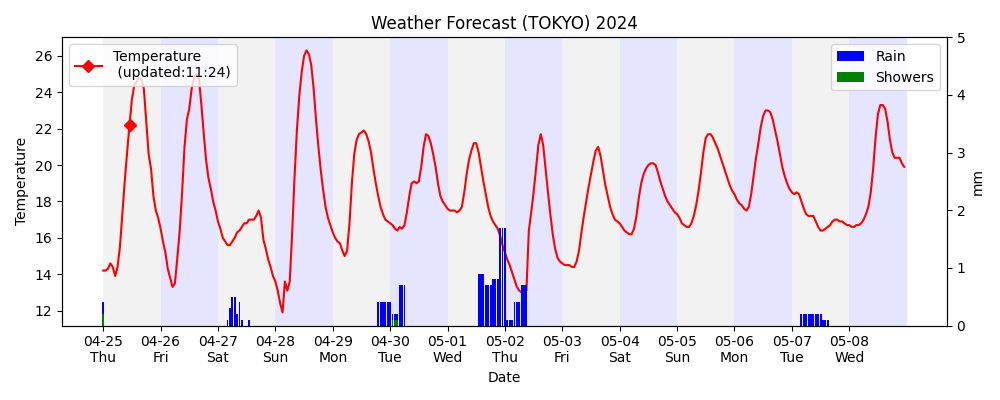 Weather Forecast (TOKYO) 2024
Temperature
(updated:11:24)
Rain
Showers
Temperature
26
24
22
20
18
16
14
12
5
4
3
2
1
0
mm
04-25 04-26 04-27 04-28 04-29 04-30 05-01 05-02 05-03 05-04 05-05 05-06 05-07 05-08
Thu Fri Sat Sun Mon Tue Wed Thu Fri Sat Sun Mon Tue Wed
Date